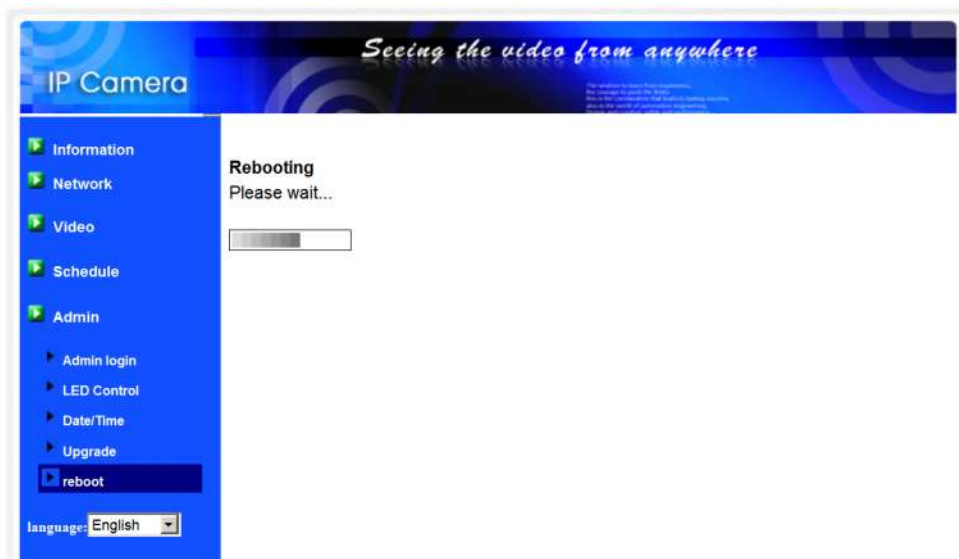 Seeing the video from anywhere
IP Camera
Information
Network
Video
Schedule
Admin
Admin login
LED Control
Date/Time
Upgrade
reboot
language: English
Rebooting
Please wait...